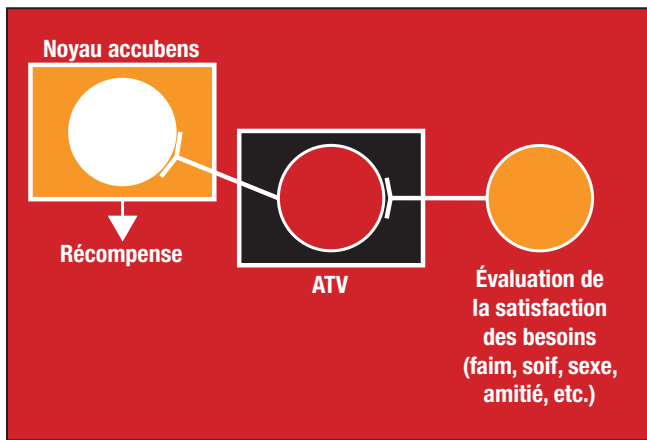 Noyau accubens
Récompense
ATV
Évaluation de
la satisfaction
des besoins
(faim, soif, sexe,
amitié, etc.)